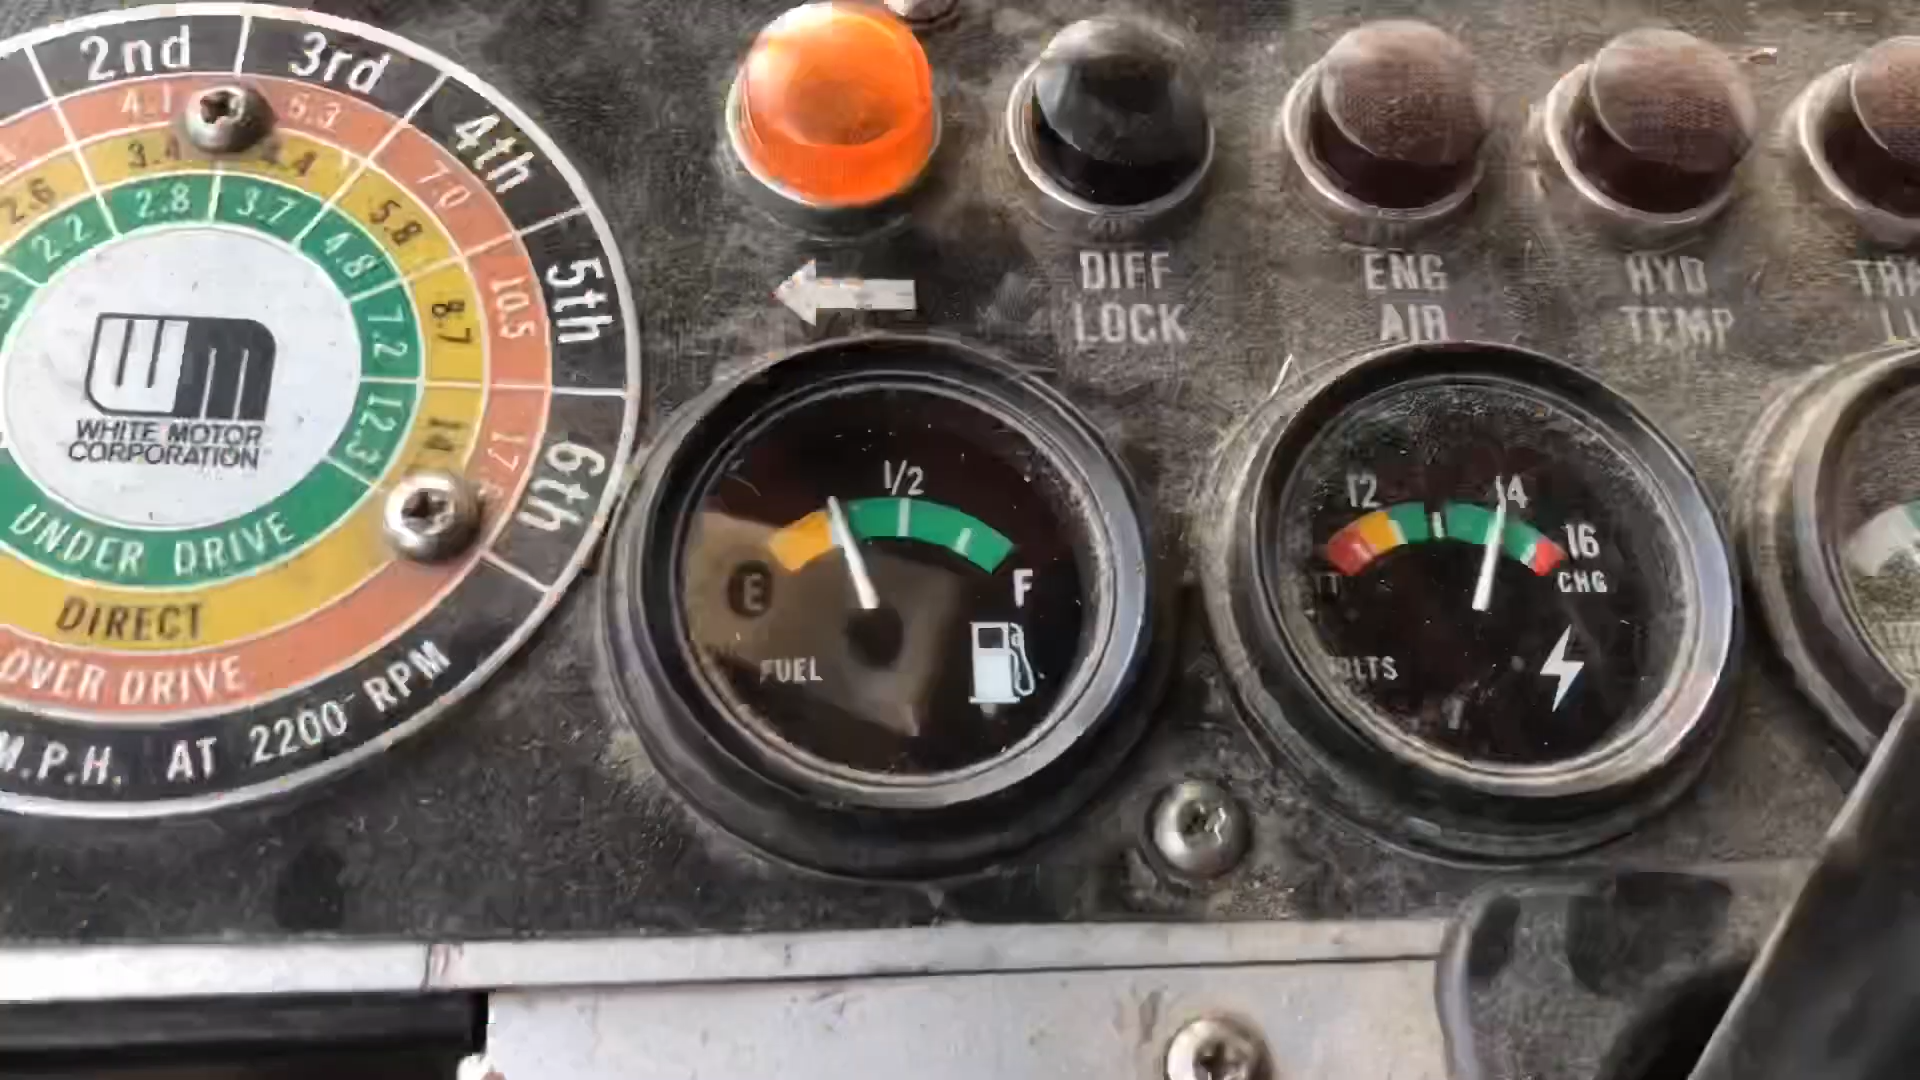 2nd
3rd
4th
5th
6th
4.1
6.3
7.0
10.5
2.6
3.4
4.4
5.8
8.7
2.2
2.8
3.7
4.8
7.2
12.3
WHITE MOTOR
CORPORATION
UNDER DRIVE
DIRECT
OVER DRIVE
M.P.H. AT 2200 RPM
DIFF
LOCK
ENG
AIR
HYD
TEMP
1/2
E
F
FUEL
12
14
16
CHG
VOLTS